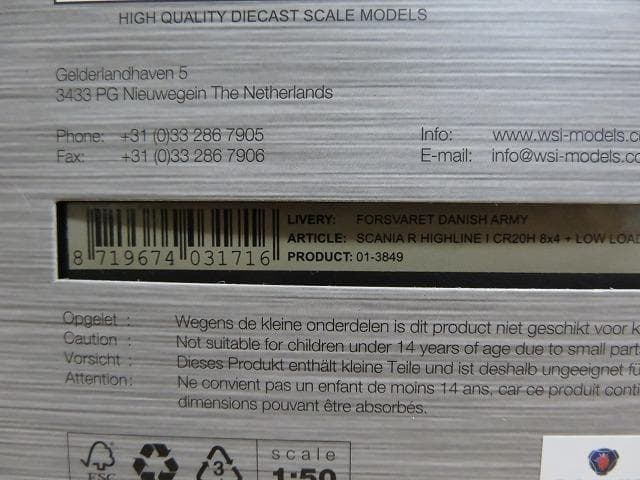 HIGH QUALITY DIECAST SCALE MODELS
Gelderlandhaven 5
3433 PG Nieuwegein The Netherlands
Phone: +31 (0)33 286 7905 Info: www.wsi-models.c
Fax: +31 (0)33 286 7906 E-mail: info@wsi-models.c
LIVERY: FORSVARET DANISH ARMY
ARTICLE: SCANIA R HIGHLINE I CR20H 8x4 + LOW LOAD
8 719674 031716 PRODUCT: 01-3849
Opgelet : Wegens de kleine onderdelen is dit product niet geschikt voor k
Caution : Not suitable for children under 14 years of age due to small part
Vorsicht : Dieses Produkt enthält kleine Teile und ist deshalb ungeeignet fü
Attention: Ne convient pas un enfant de moins 14 ans, car ce produit conti
dimensions pouvant être absorbés.
scale
FSC 3 1:50